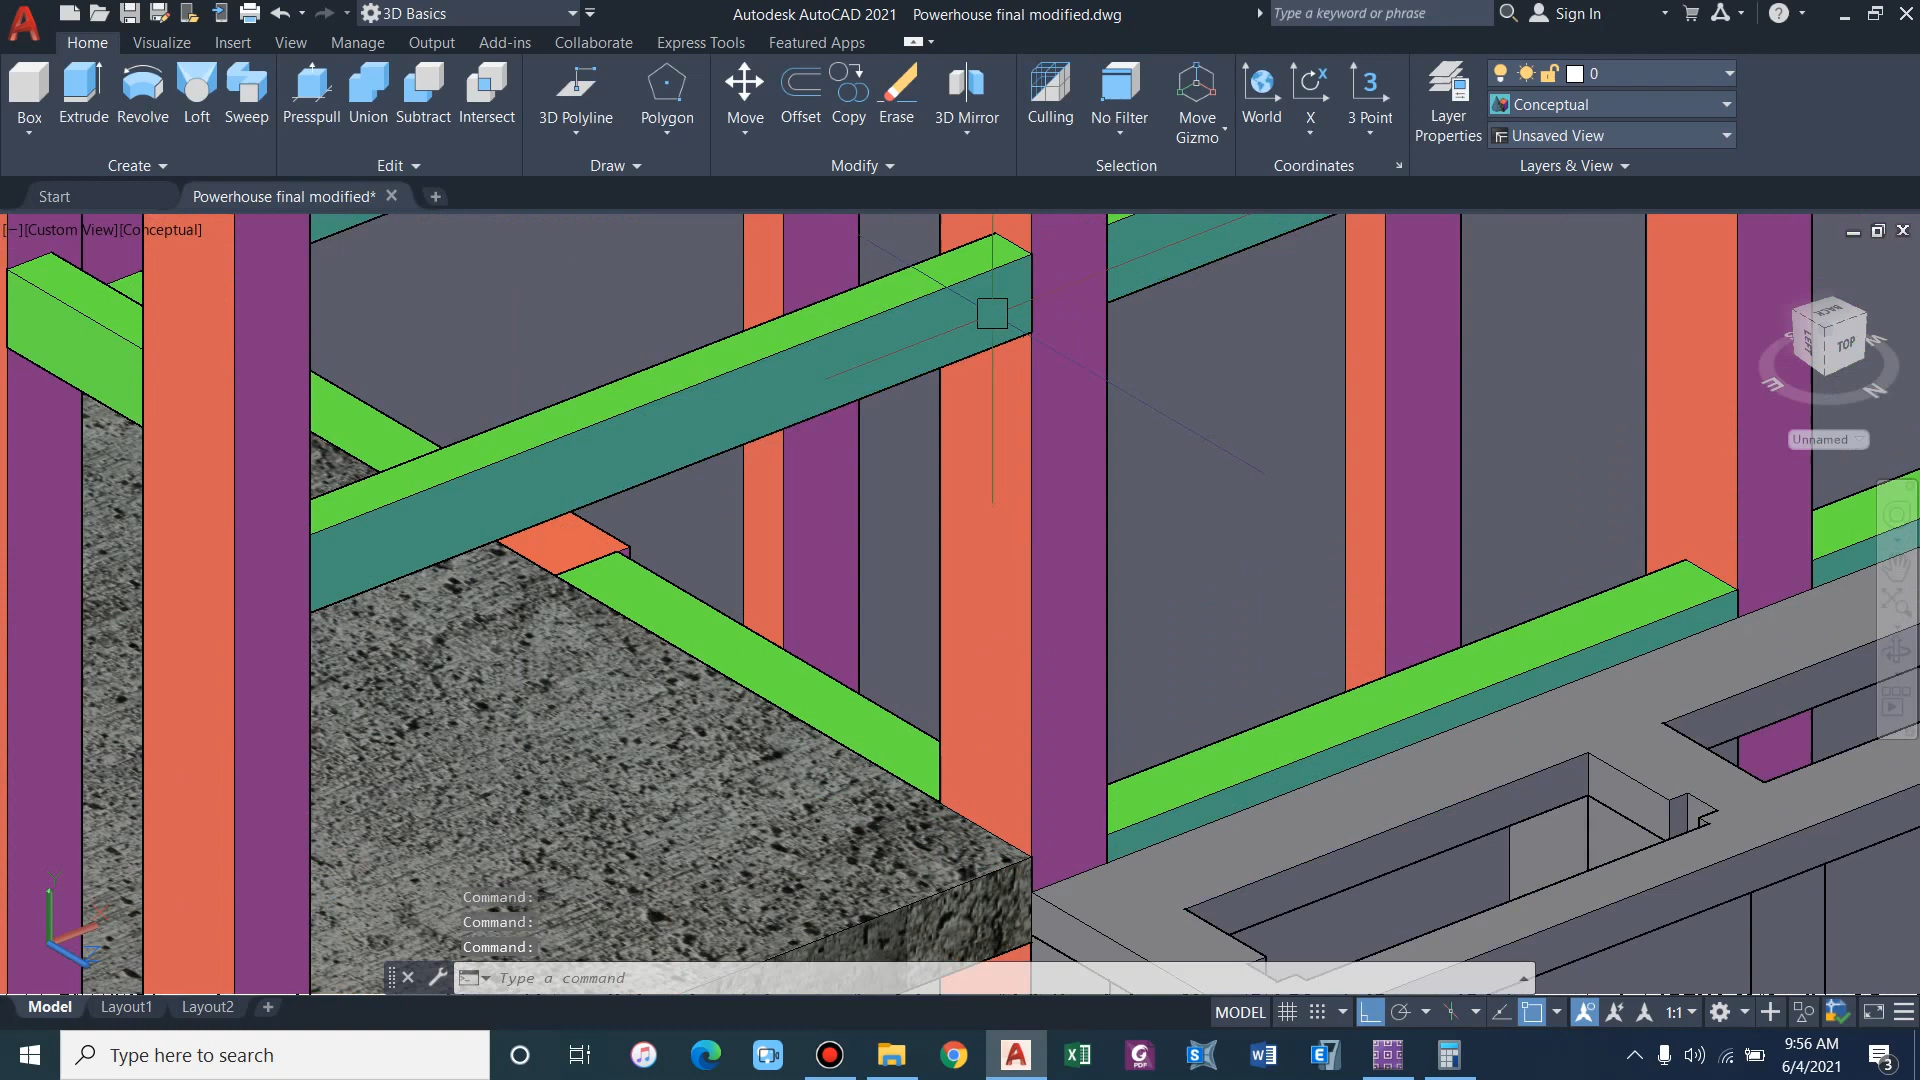 3D Basics
Autodesk AutoCAD 2021 Powerhouse final modified.dwg
Type a keyword or phrase
Sign In
Home Visualize Insert View Manage Output Add-ins Collaborate Express Tools Featured Apps
Box Extrude Revolve Loft Sweep Presspull Union Subtract Intersect 3D Polyline Polygon Move Offset Copy Erase 3D Mirror Culling No Filter Move Gizmo World X 3 Point Layer Properties
0
Conceptual
Unsaved View
Create Edit Draw Modify Selection Coordinates Layers & View
Start Powerhouse final modified*
[−][Custom View][Conceptual]
BACK
LEFT
TOP
E
N
Unnamed
Y
X
Z
Command:
Command:
Command:
Type a command
Model Layout1 Layout2
MODEL 1:1
Type here to search
9:56 AM
6/4/2021
3